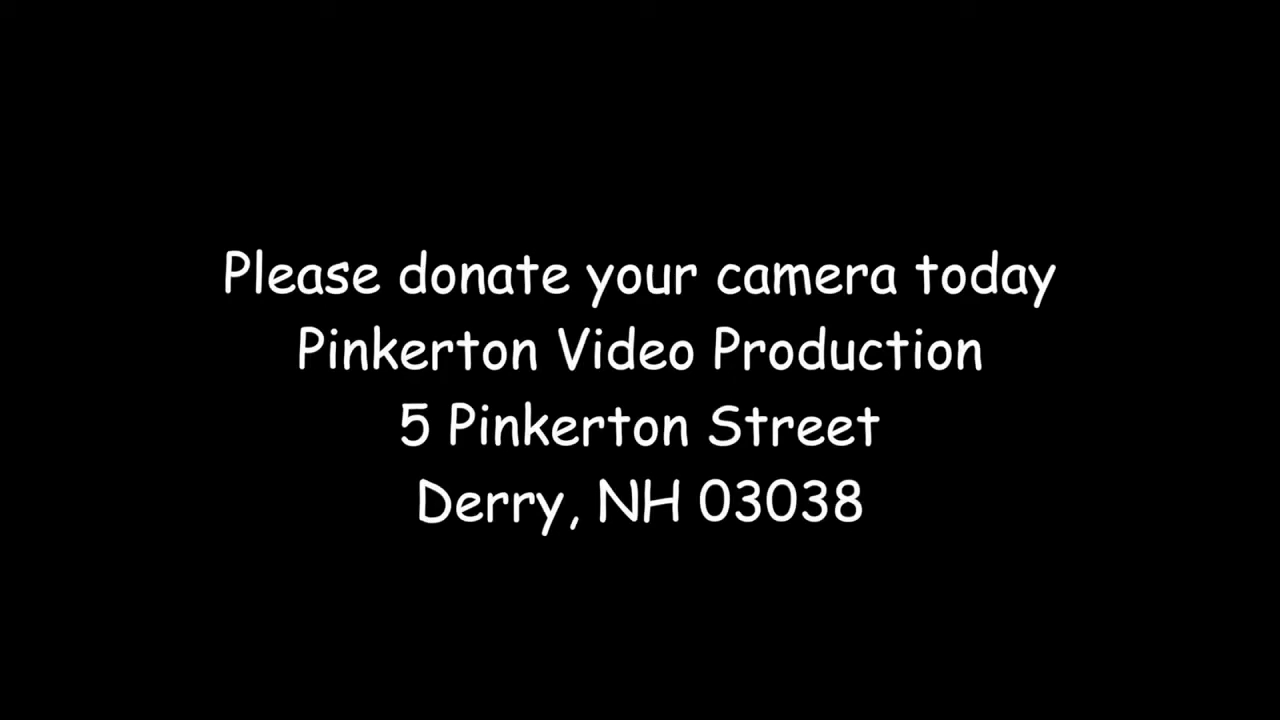 Please donate your camera today
Pinkerton Video Production
5 Pinkerton Street
Derry, NH 03038